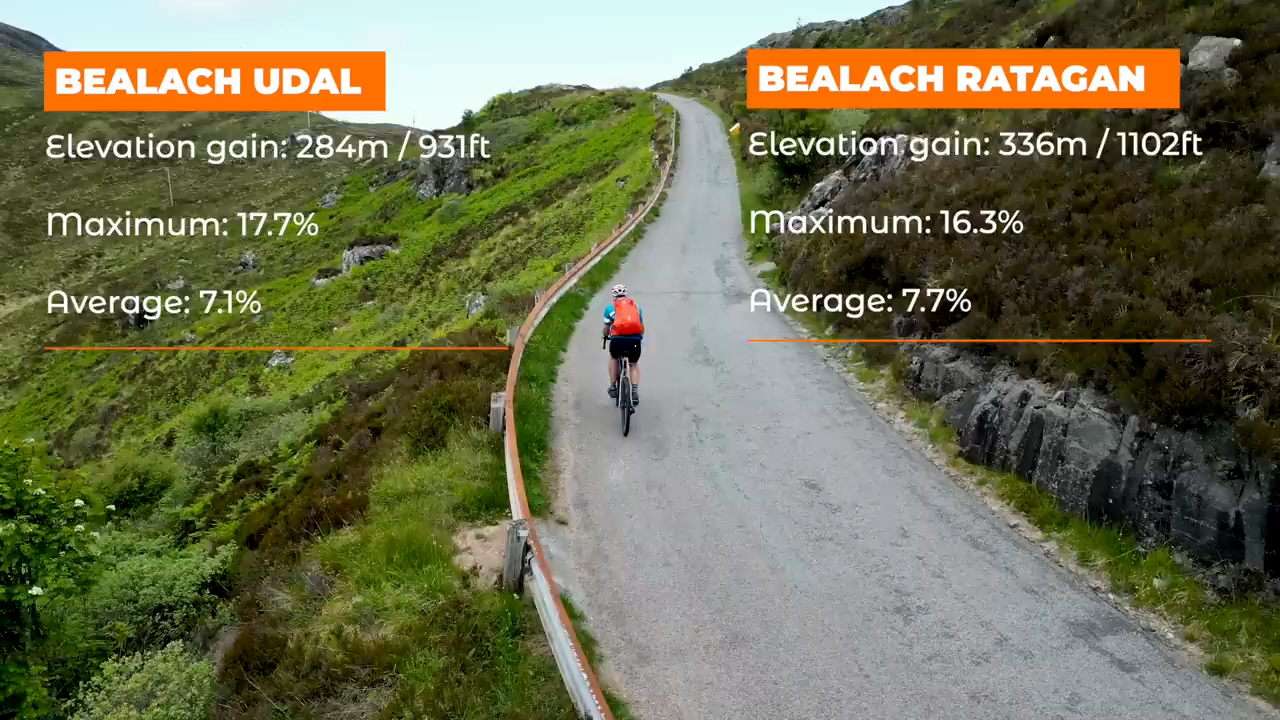 BEALACH UDAL
Elevation gain: 284m / 931ft
Maximum: 17.7%
Average: 7.1%
BEALACH RATAGAN
Elevation gain: 336m / 1102ft
Maximum: 16.3%
Average: 7.7%